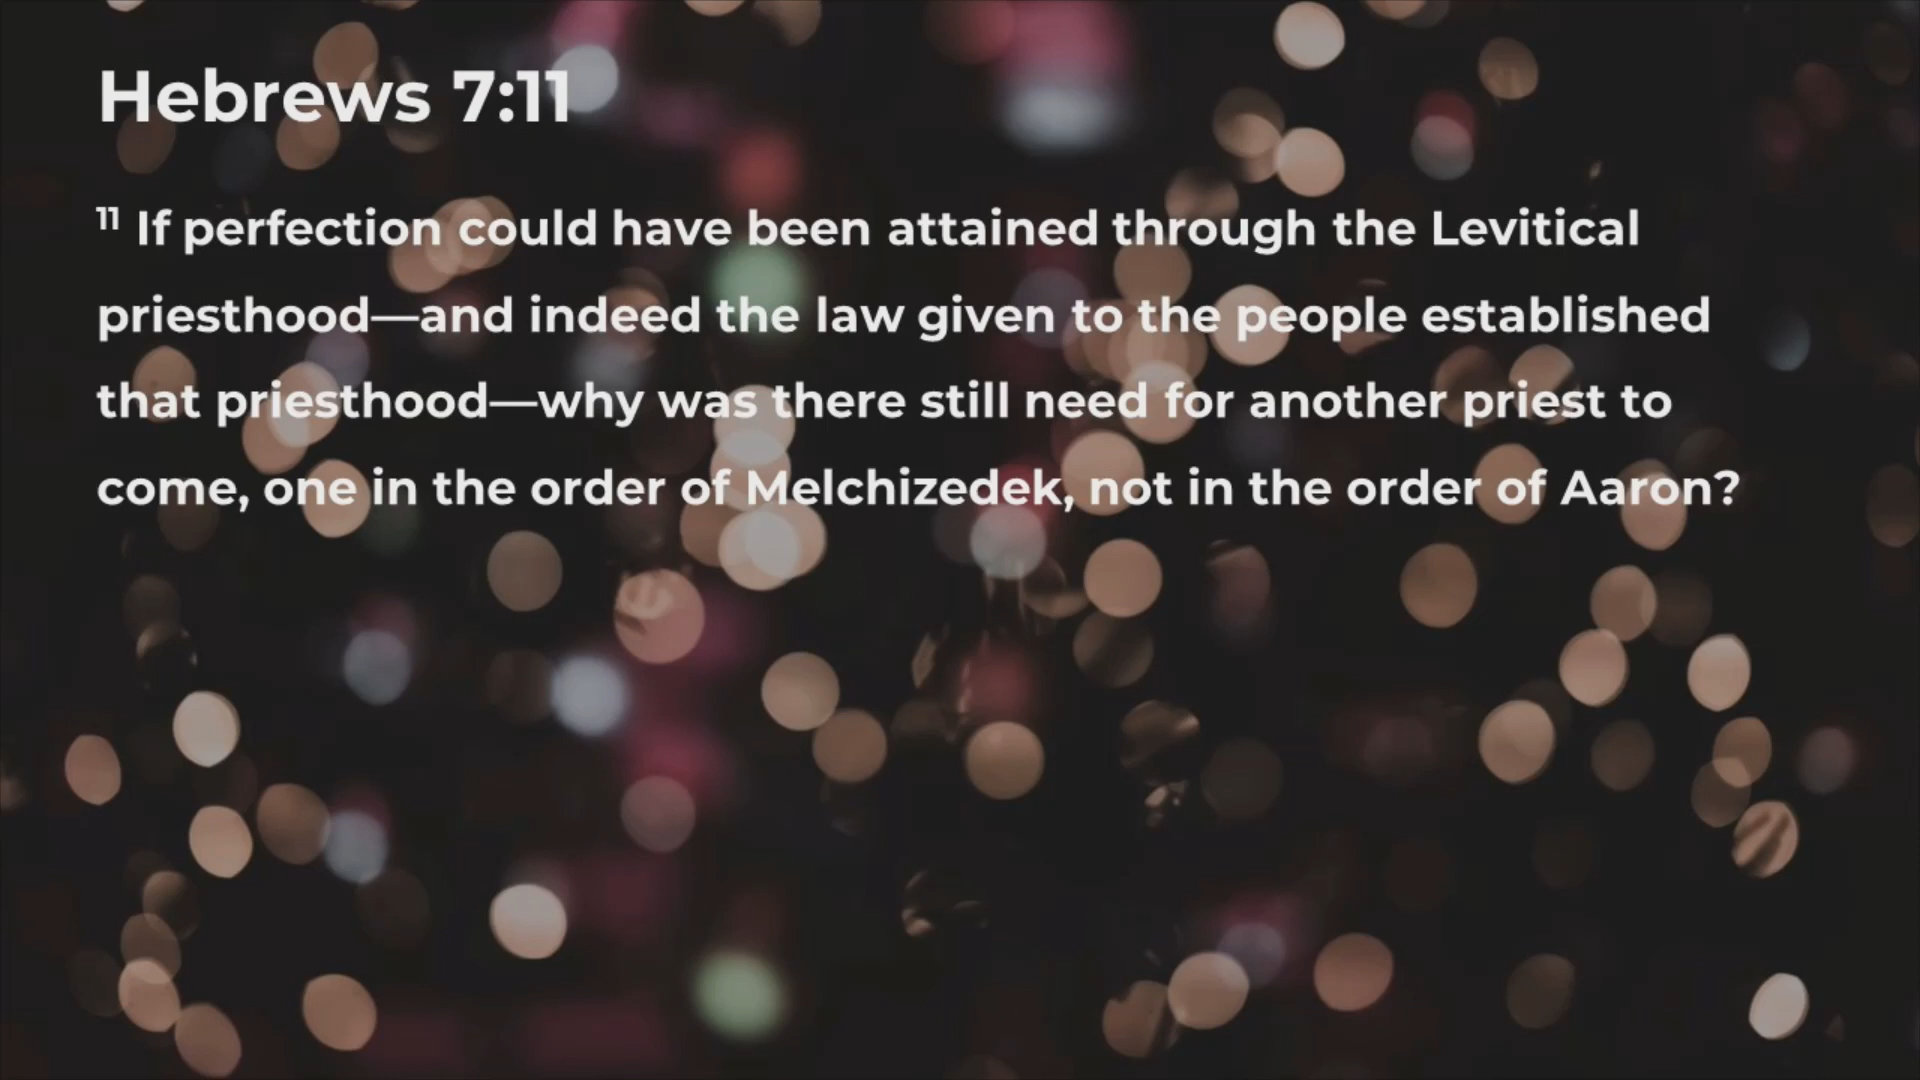 Hebrews 7:11
¹¹ If perfection could have been attained through the Levitical
priesthood—and indeed the law given to the people established
that priesthood—why was there still need for another priest to
come, one in the order of Melchizedek, not in the order of Aaron?